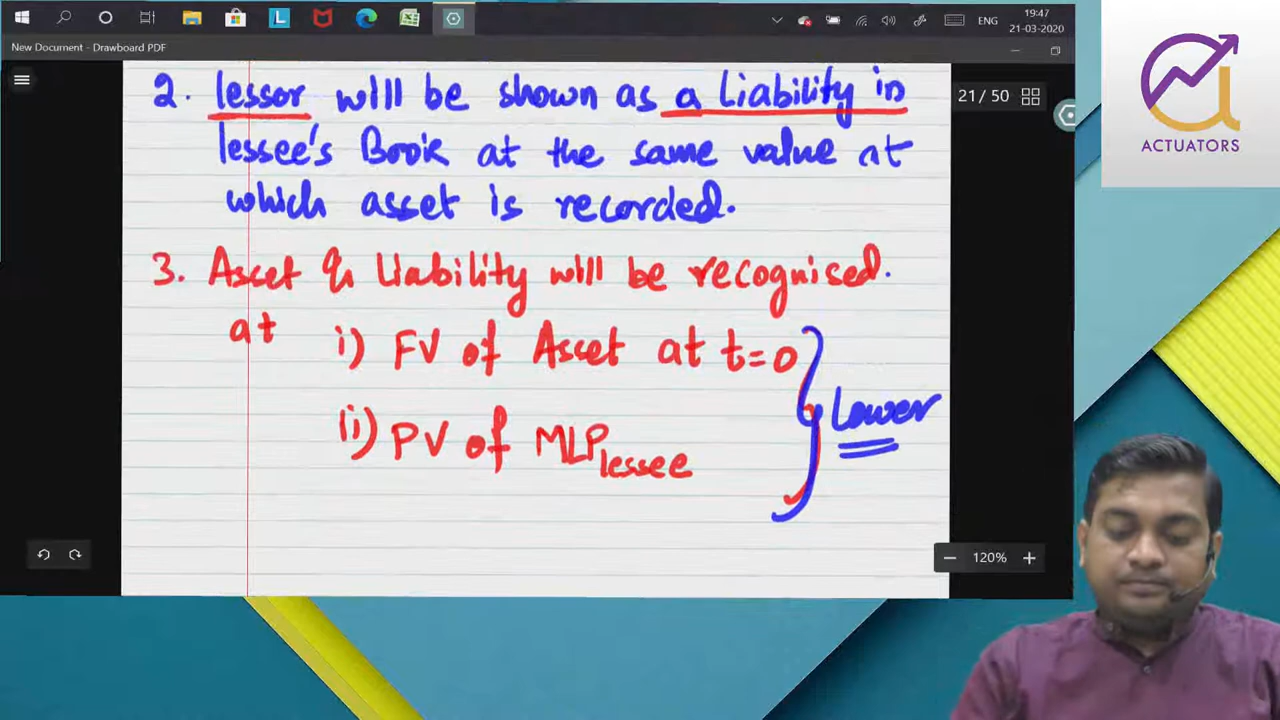 19:47
ENG
21-03-2020
New Document - Drawboard PDF
21 / 50
ACTUATORS
2. lessor will be shown as a liability in
lessee's Book at the same value at
which asset is recorded.
3. Asset & liability will be recognised.
at i) FV of Asset at t=0
ii) PV of MLP lessee
Lower
120%